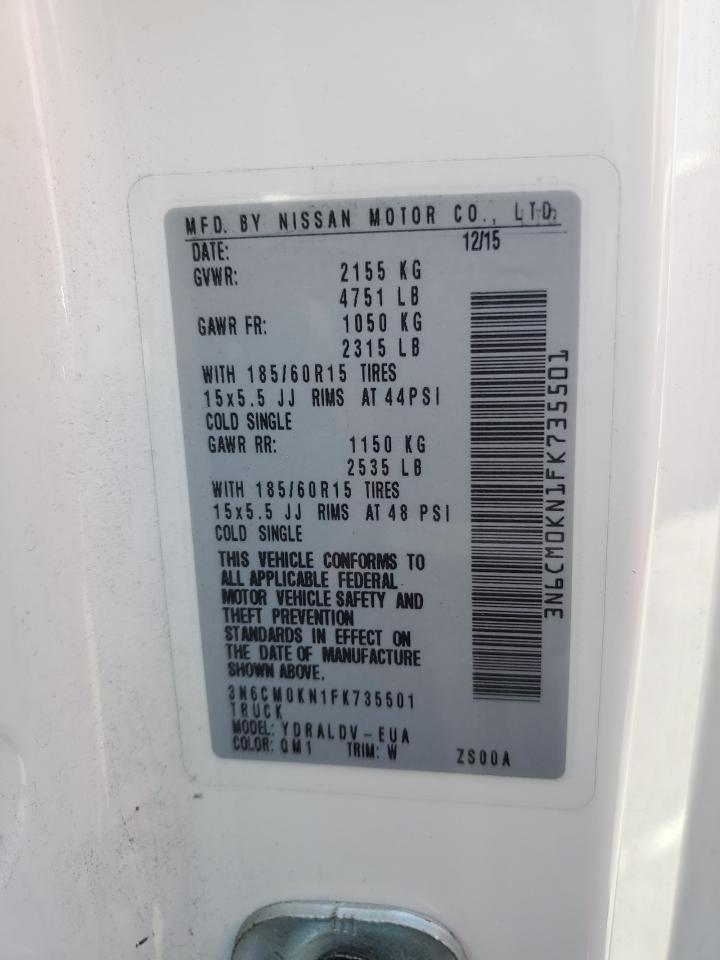 MFD. BY NISSAN MOTOR CO., LTD.
DATE: 12/15
GVWR: 2155 KG
4751 LB
GAWR FR: 1050 KG
2315 LB
WITH 185/60R15 TIRES
15x5.5 JJ RIMS AT 44PSI
COLD SINGLE
GAWR RR: 1150 KG
2535 LB
WITH 185/60R15 TIRES
15x5.5 JJ RIMS AT 48 PSI
COLD SINGLE
THIS VEHICLE CONFORMS TO
ALL APPLICABLE FEDERAL
MOTOR VEHICLE SAFETY AND
THEFT PREVENTION
STANDARDS IN EFFECT ON
THE DATE OF MANUFACTURE
SHOWN ABOVE.
3N6CM0KN1FK735501
TRUCK
MODEL: YDRALDV-EUA
COLOR: QM1 TRIM: W ZS00A
3N6CM0KN1FK735501